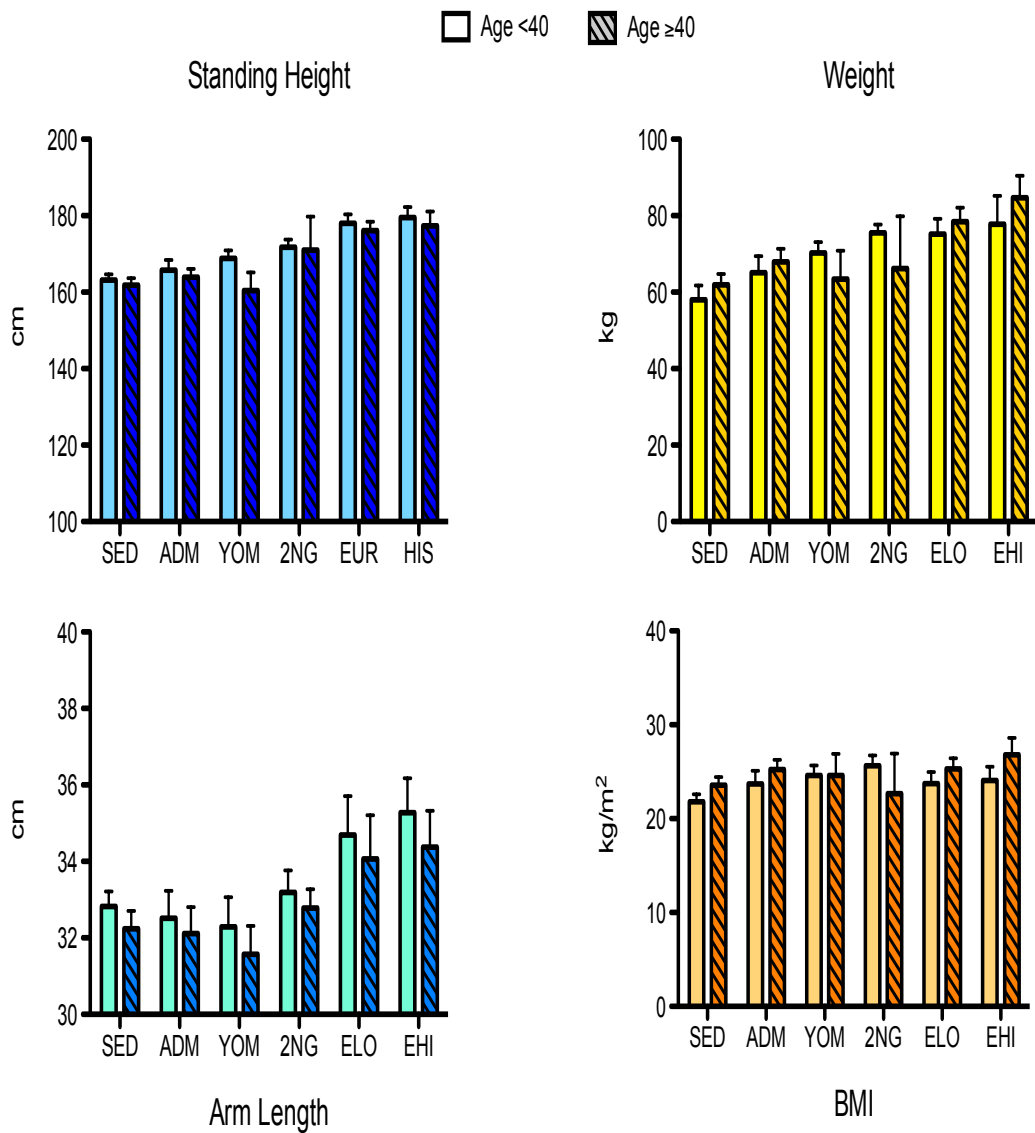 Age <40 Age ≥40
Standing Height
200
180
160
140
120
100
cm
SED ADM YOM 2NG EUR HIS
Weight
100
80
60
40
20
0
kg
SED ADM YOM 2NG ELO EHI
40
38
36
34
32
30
cm
SED ADM YOM 2NG ELO EHI
Arm Length
40
30
20
10
0
kg/m²
SED ADM YOM 2NG ELO EHI
BMI